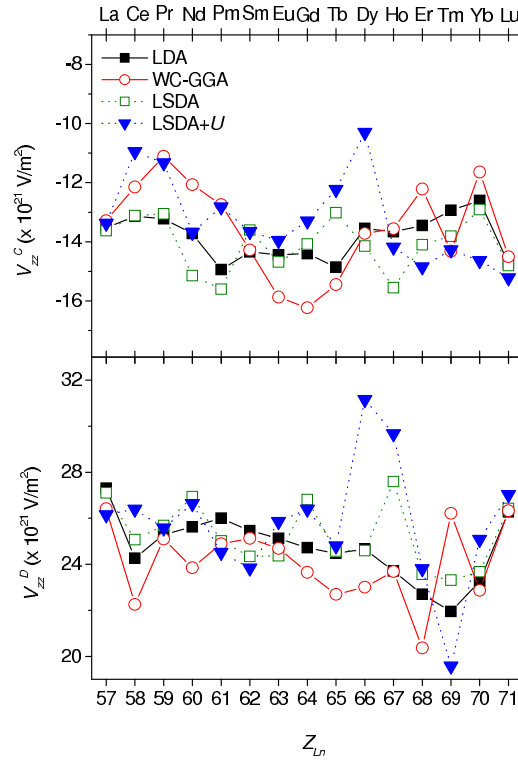 La Ce Pr Nd Pm Sm Eu Gd Tb Dy Ho Er Tm Yb Lu
LDA
WC-GGA
LSDA
LSDA+U
-8
-10
-12
-14
-16
V_zz^C (x 10^21 V/m^2)
32
28
24
20
V_zz^D (x 10^21 V/m^2)
57 58 59 60 61 62 63 64 65 66 67 68 69 70 71
Z_Ln